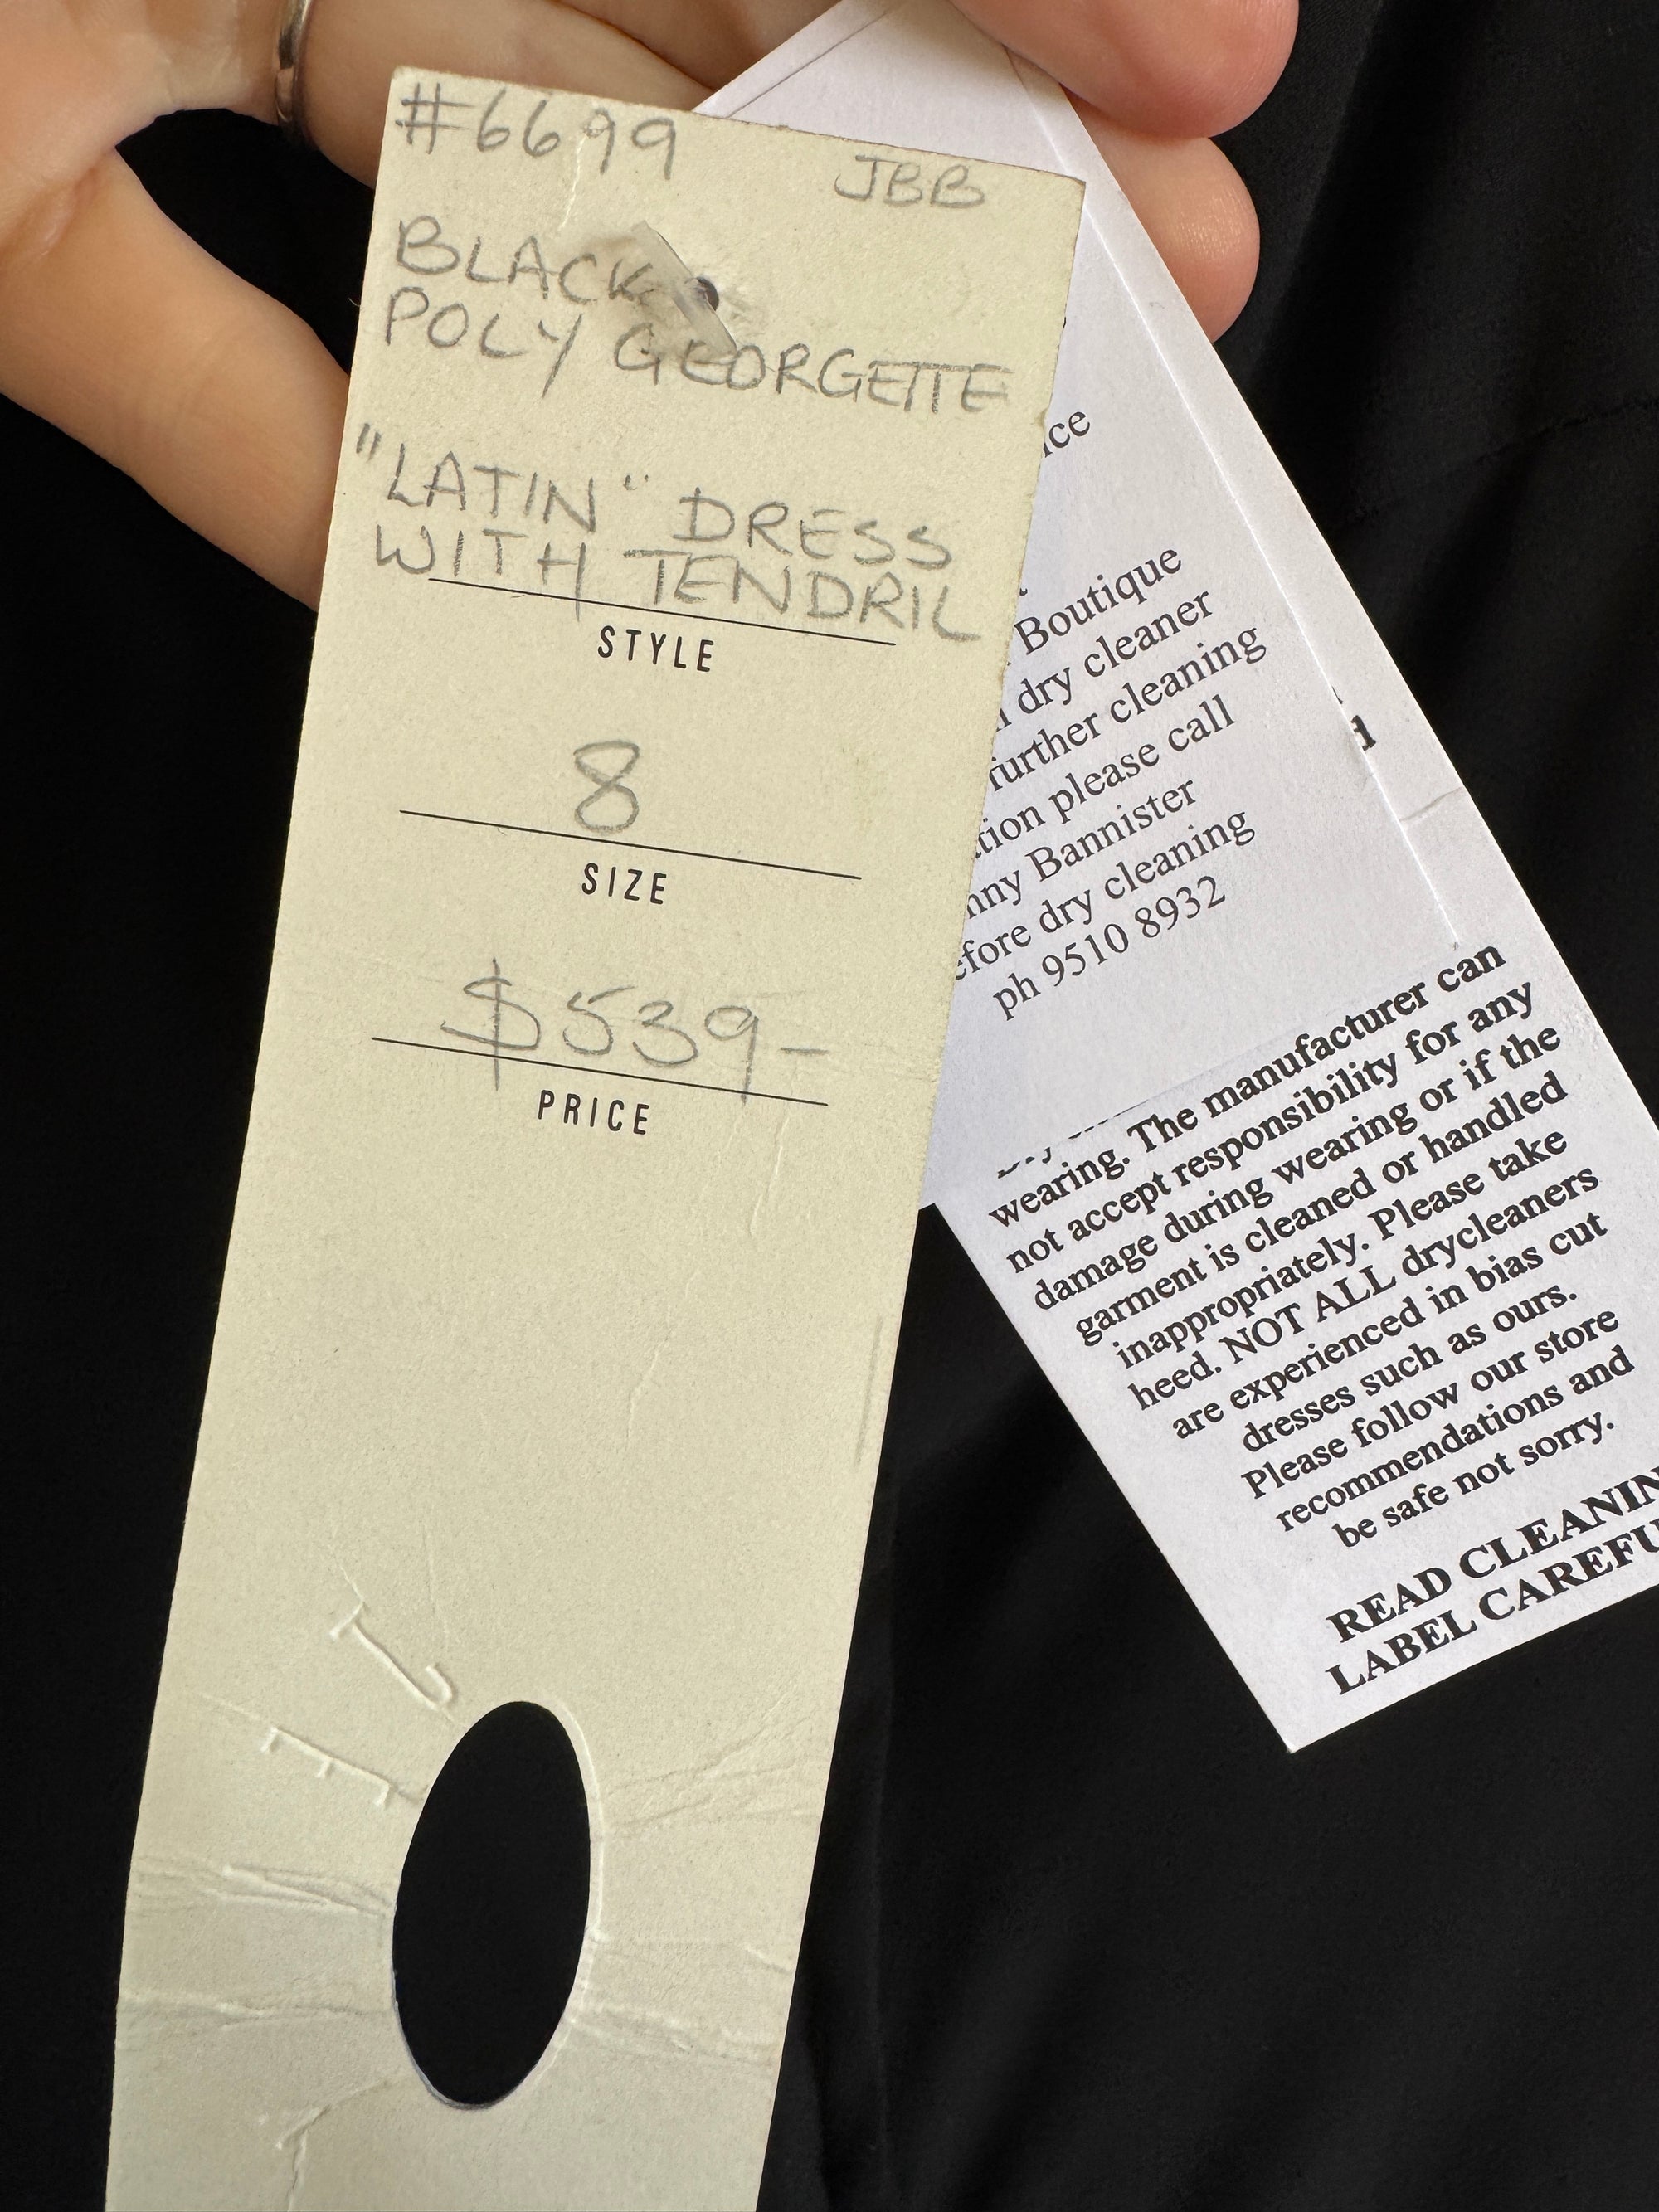 #6699
JBB
BLACK
POLY GEORGETTE
"LATIN" DRESS
WITH TENDRIL
STYLE
8
SIZE
$539-
PRICE
Boutique
dry cleaner
further cleaning
please call
Bannister
dry cleaning
ph 9510 8932
wearing. The manufacturer can
not accept responsibility for any
damage during wearing or if the
garment is cleaned or handled
inappropriately. Please take
heed. NOT ALL drycleaners
are experienced in bias cut
dresses such as ours.
Please follow our store
recommendations and
be safe not sorry.
READ CLEANIN
LABEL CAREFU